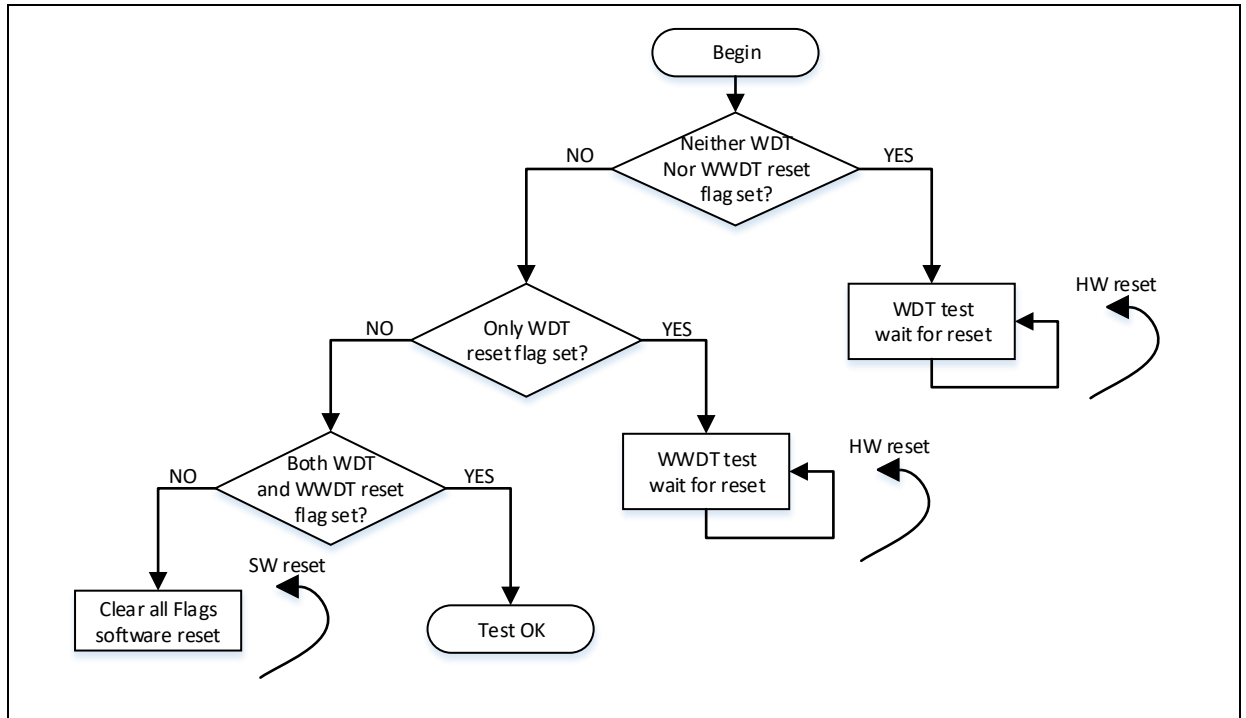 Begin
Neither WDT
Nor WWDT reset
flag set?
NO
YES
WDT test
wait for reset
HW reset
Only WDT
reset flag set?
NO
YES
WWDT test
wait for reset
HW reset
Both WDT
and WWDT reset
flag set?
NO
YES
SW reset
Clear all Flags
software reset
Test OK